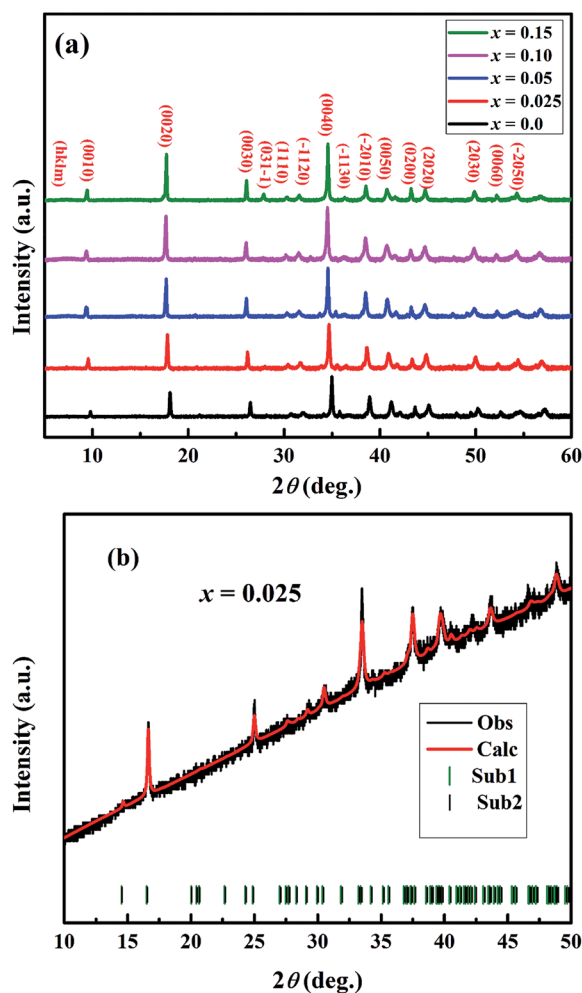 (a)
x = 0.15
x = 0.10
x = 0.05
x = 0.025
x = 0.0
(hklm)
(0010)
(0020)
(0030)
(031-1)
(1110)
(-1120)
(0040)
(-1130)
(-2010)
(0050)
(0200)
(2020)
(2030)
(0060)
(-2050)
Intensity (a.u.)
10 20 30 40 50 60
2θ (deg.)
(b)
x = 0.025
Intensity (a.u.)
Obs
Calc
Sub1
Sub2
10 15 20 25 30 35 40 45 50
2θ (deg.)